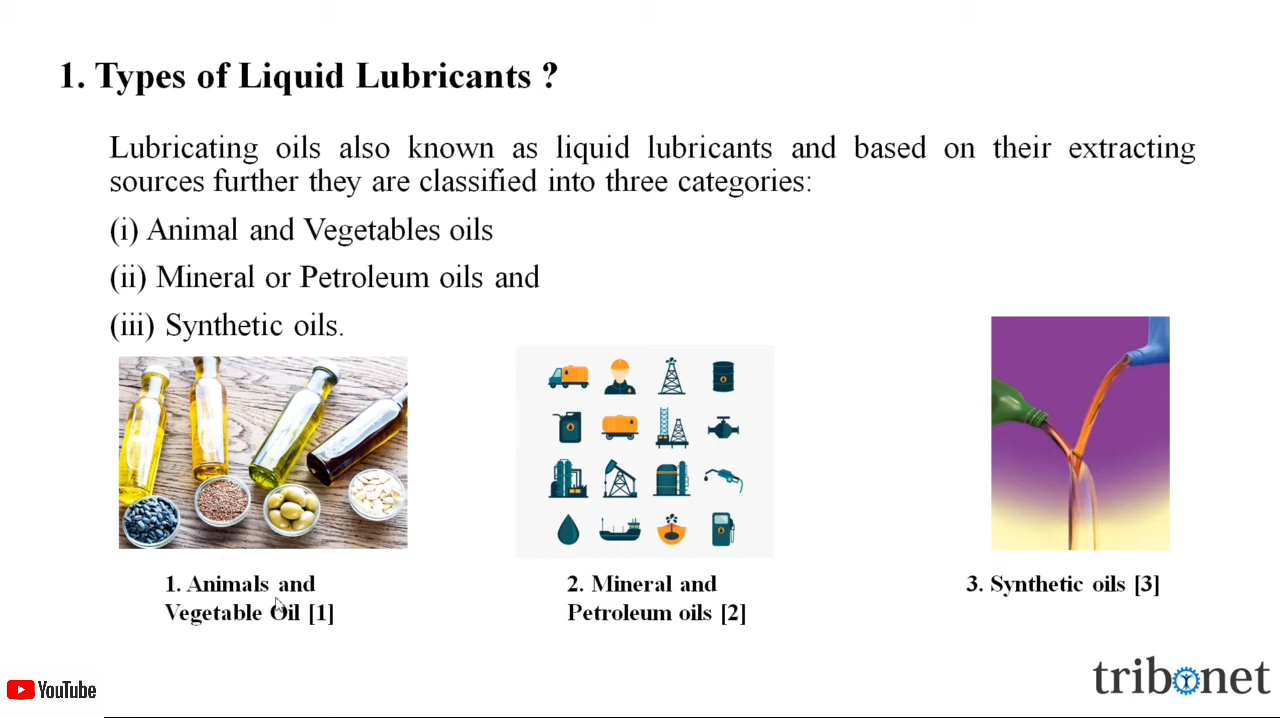 1. Types of Liquid Lubricants ?
Lubricating oils also known as liquid lubricants and based on their extracting
sources further they are classified into three categories:
(i) Animal and Vegetables oils
(ii) Mineral or Petroleum oils and
(iii) Synthetic oils.
1. Animals and
Vegetable Oil [1]
2. Mineral and
Petroleum oils [2]
3. Synthetic oils [3]
YouTube
tribonet